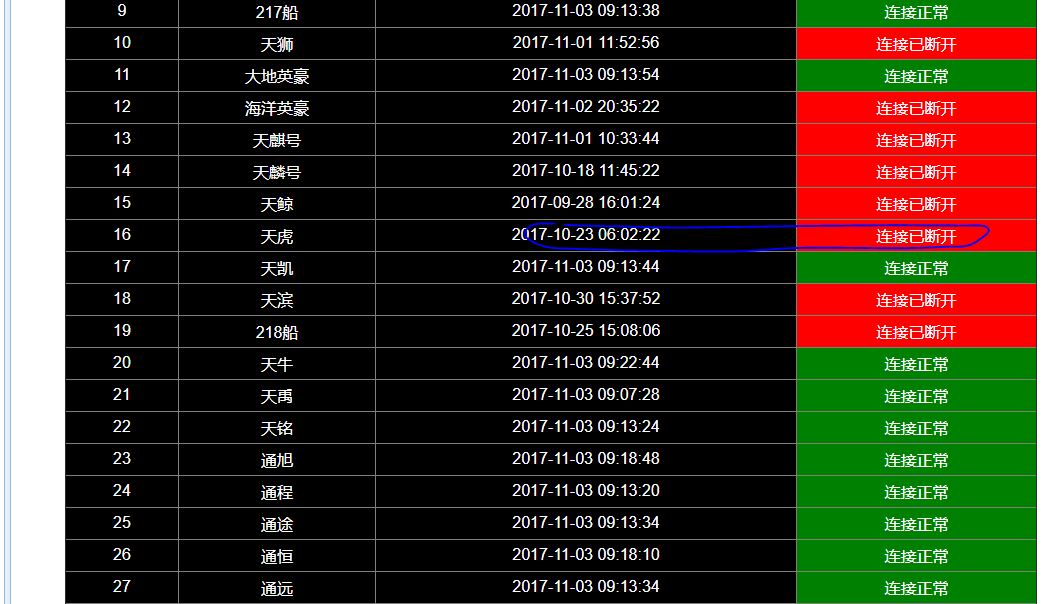 9 217船 2017-11-03 09:13:38 连接正常
10 天狮 2017-11-01 11:52:56 连接已断开
11 大地英豪 2017-11-03 09:13:54 连接正常
12 海洋英豪 2017-11-02 20:35:22 连接已断开
13 天麒号 2017-11-01 10:33:44 连接已断开
14 天麟号 2017-10-18 11:45:22 连接已断开
15 天鲸 2017-09-28 16:01:24 连接已断开
16 天虎 2017-10-23 06:02:22 连接已断开
17 天凯 2017-11-03 09:13:44 连接正常
18 天滨 2017-10-30 15:37:52 连接已断开
19 218船 2017-10-25 15:08:06 连接已断开
20 天牛 2017-11-03 09:22:44 连接正常
21 天禹 2017-11-03 09:07:28 连接正常
22 天铭 2017-11-03 09:13:24 连接正常
23 通旭 2017-11-03 09:18:48 连接正常
24 通程 2017-11-03 09:13:20 连接正常
25 通途 2017-11-03 09:13:34 连接正常
26 通恒 2017-11-03 09:18:10 连接正常
27 通远 2017-11-03 09:13:34 连接正常